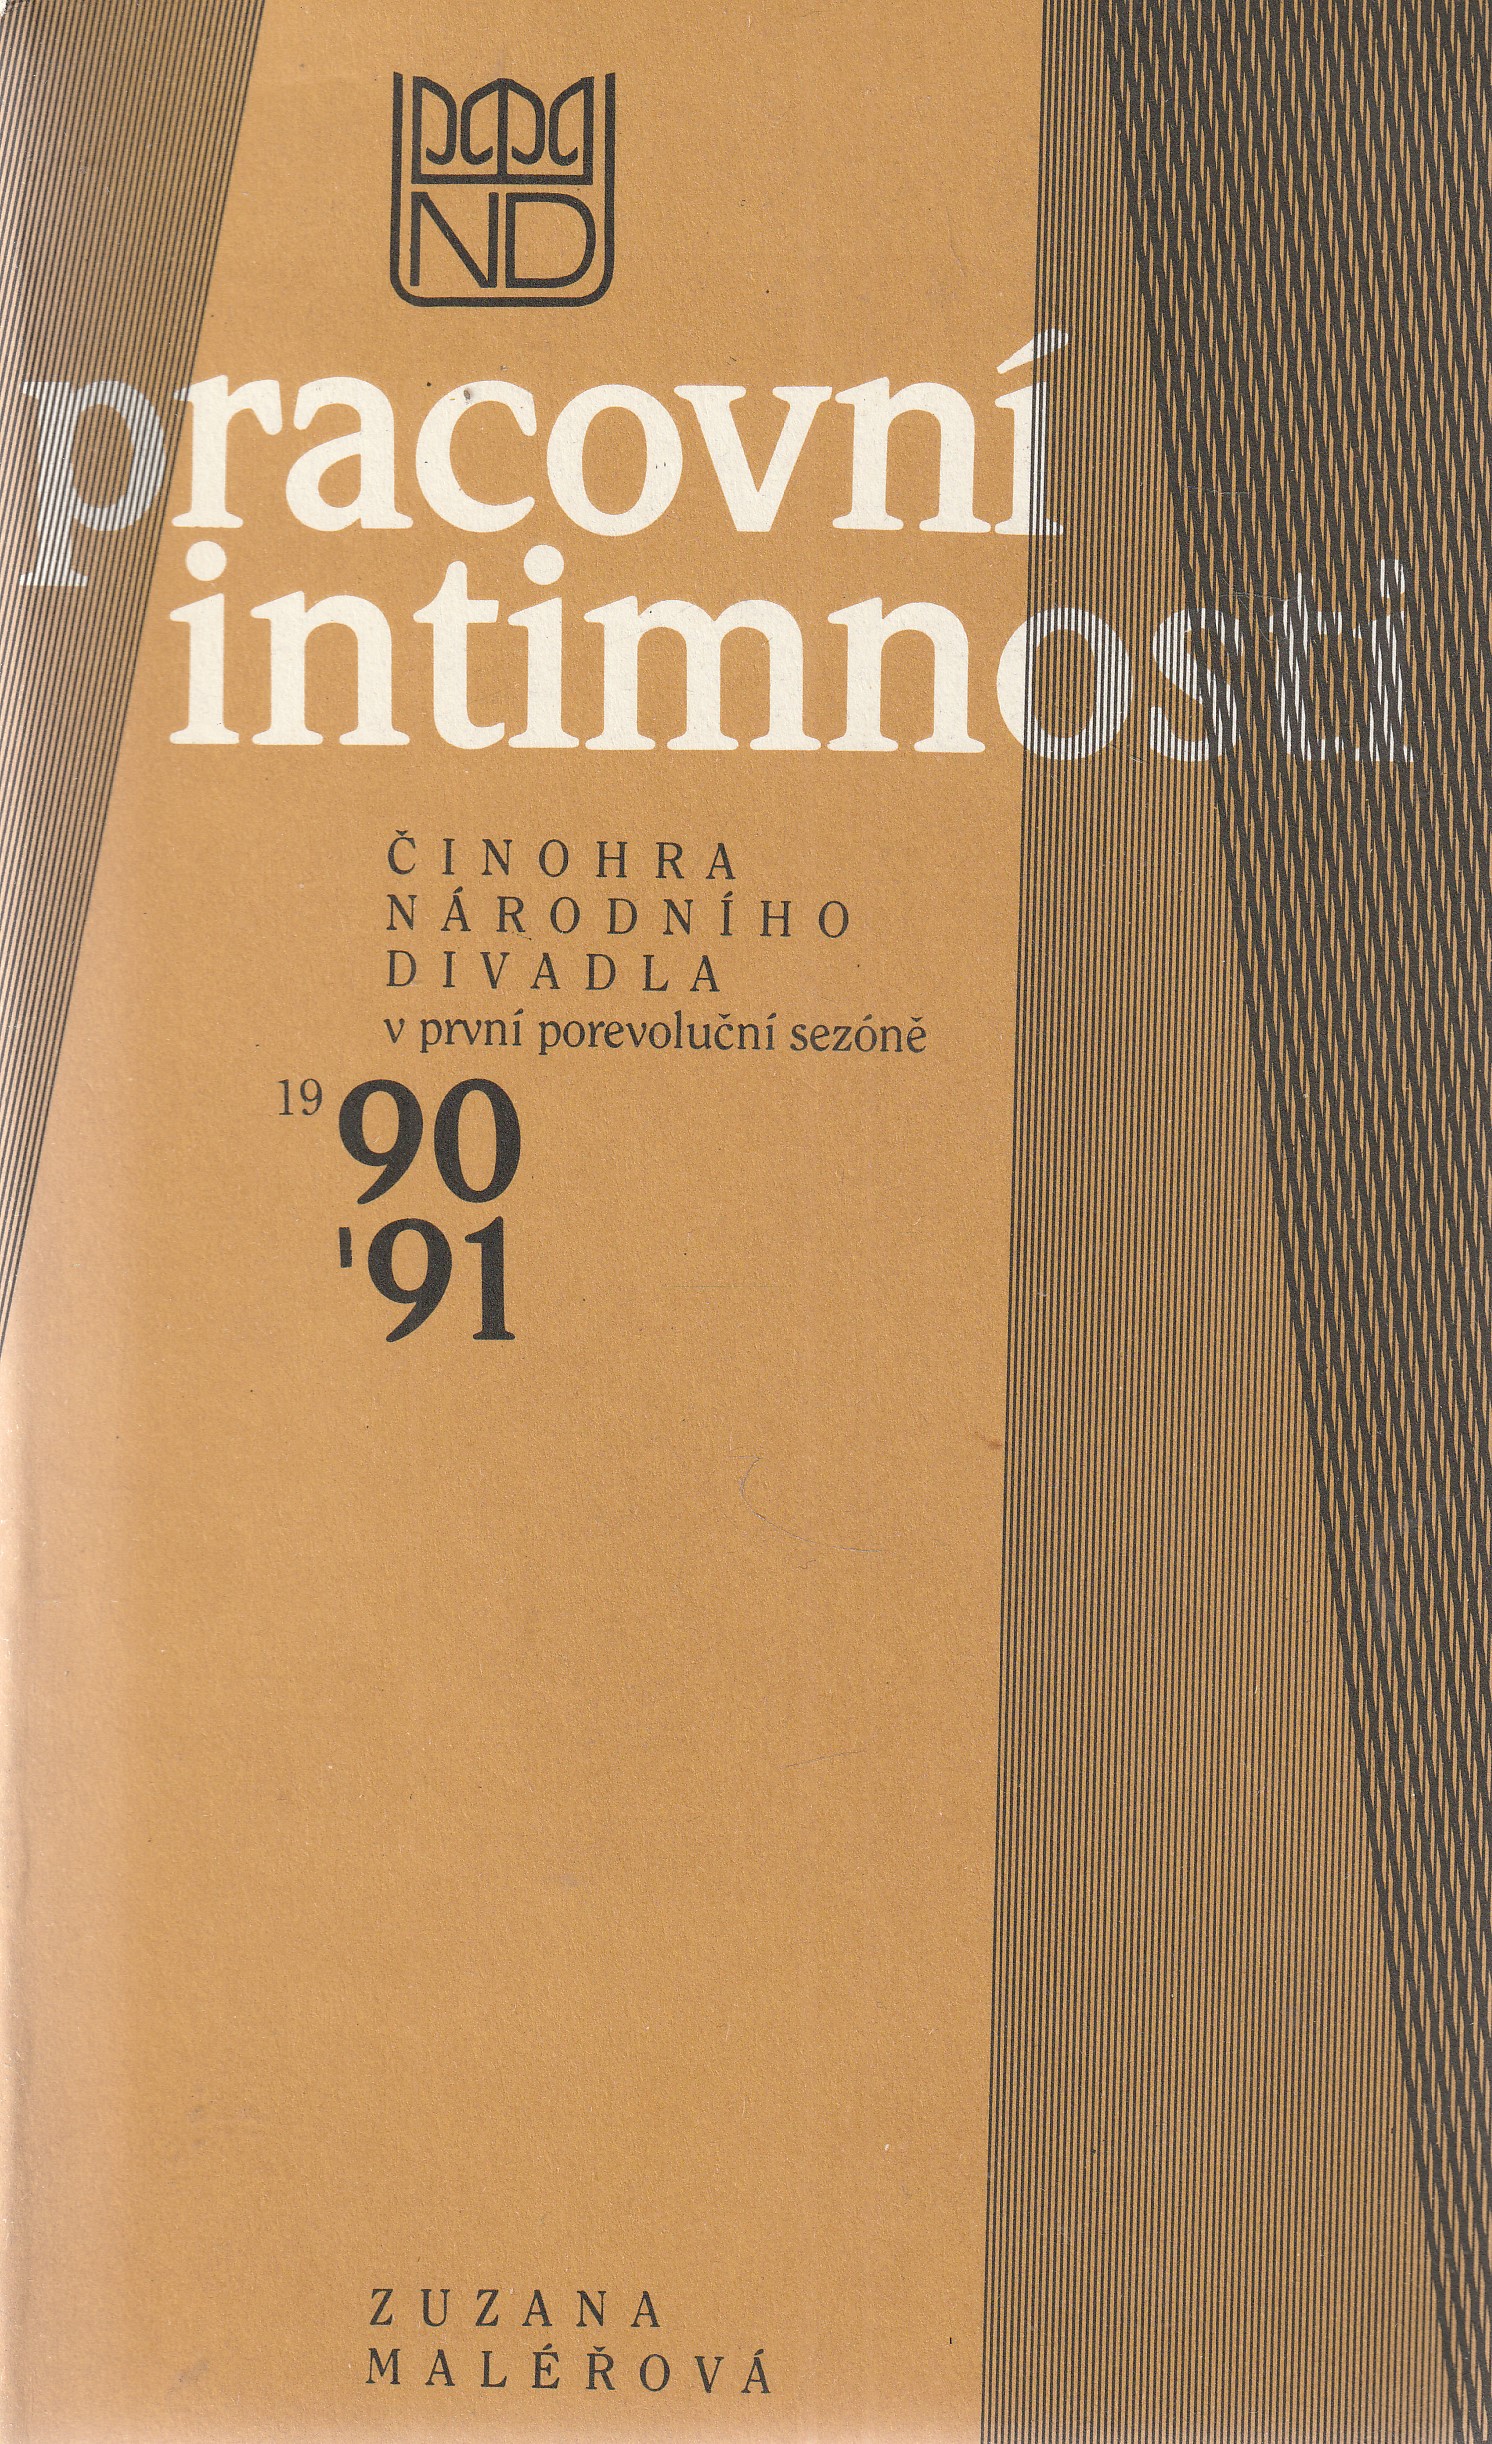 ND
pracovní
intimnosti
ČINOHRA
NÁRODNÍHO
DIVADLA
v první porevoluční sezóně
19 90
'91
ZUZANA
MALÉŘOVÁ